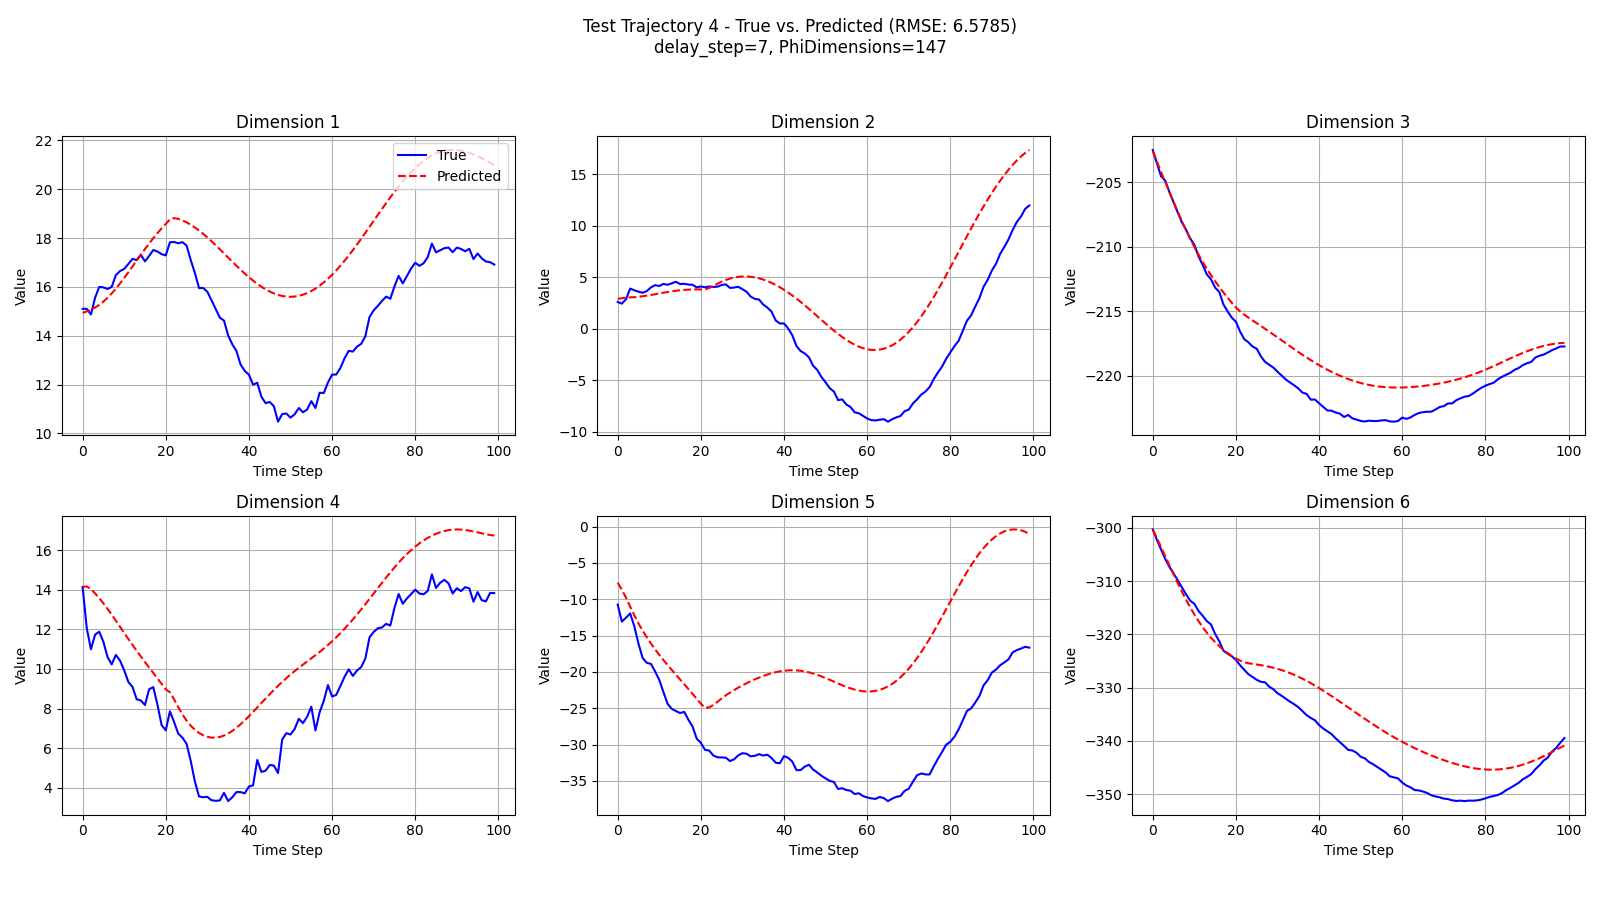 Test Trajectory 4 - True vs. Predicted (RMSE: 6.5785)
delay_step=7, PhiDimensions=147
Dimension 1
22
20
18
16
14
12
10
Value
0 20 40 60 80 100
Time Step
True
Predicted
Dimension 2
15
10
5
0
−5
−10
Value
0 20 40 60 80 100
Time Step
Dimension 3
−205
−210
−215
−220
Value
0 20 40 60 80 100
Time Step
Dimension 4
16
14
12
10
8
6
4
Value
0 20 40 60 80 100
Time Step
Dimension 5
0
−5
−10
−15
−20
−25
−30
−35
Value
0 20 40 60 80 100
Time Step
Dimension 6
−300
−310
−320
−330
−340
−350
Value
0 20 40 60 80 100
Time Step